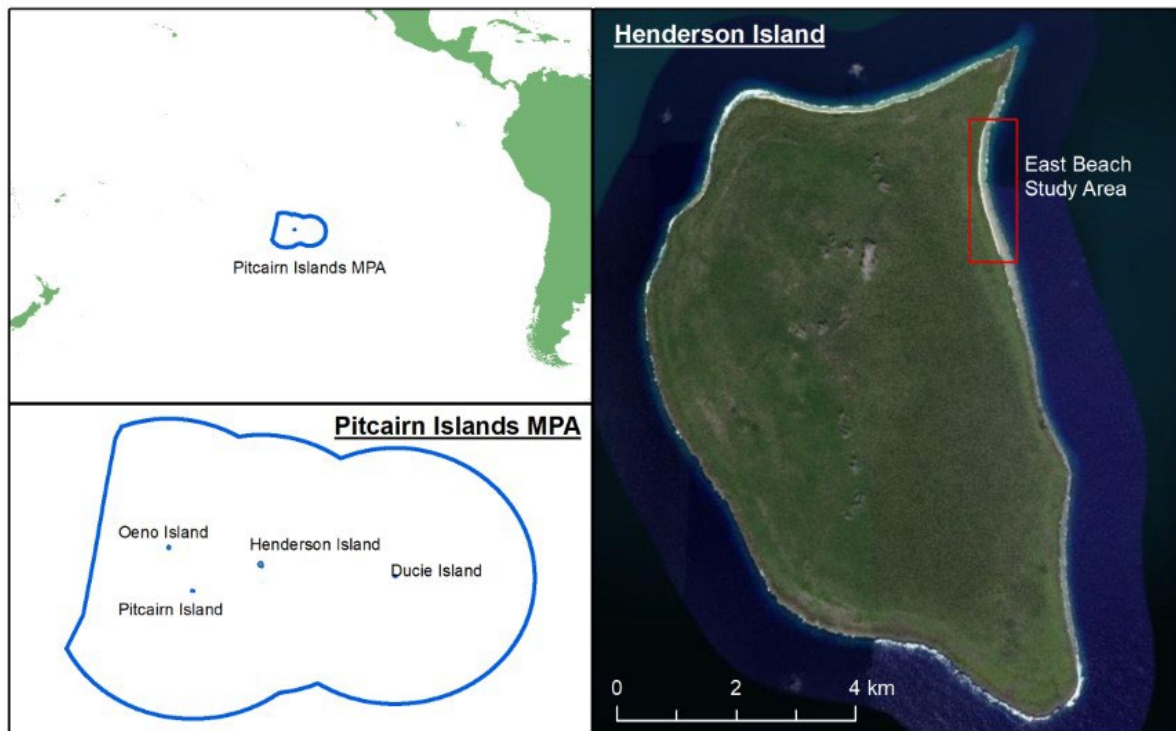 Pitcairn Islands MPA
Pitcairn Islands MPA
Oeno Island
Henderson Island
Ducie Island
Pitcairn Island
Henderson Island
East Beach
Study Area
0 2 4 km